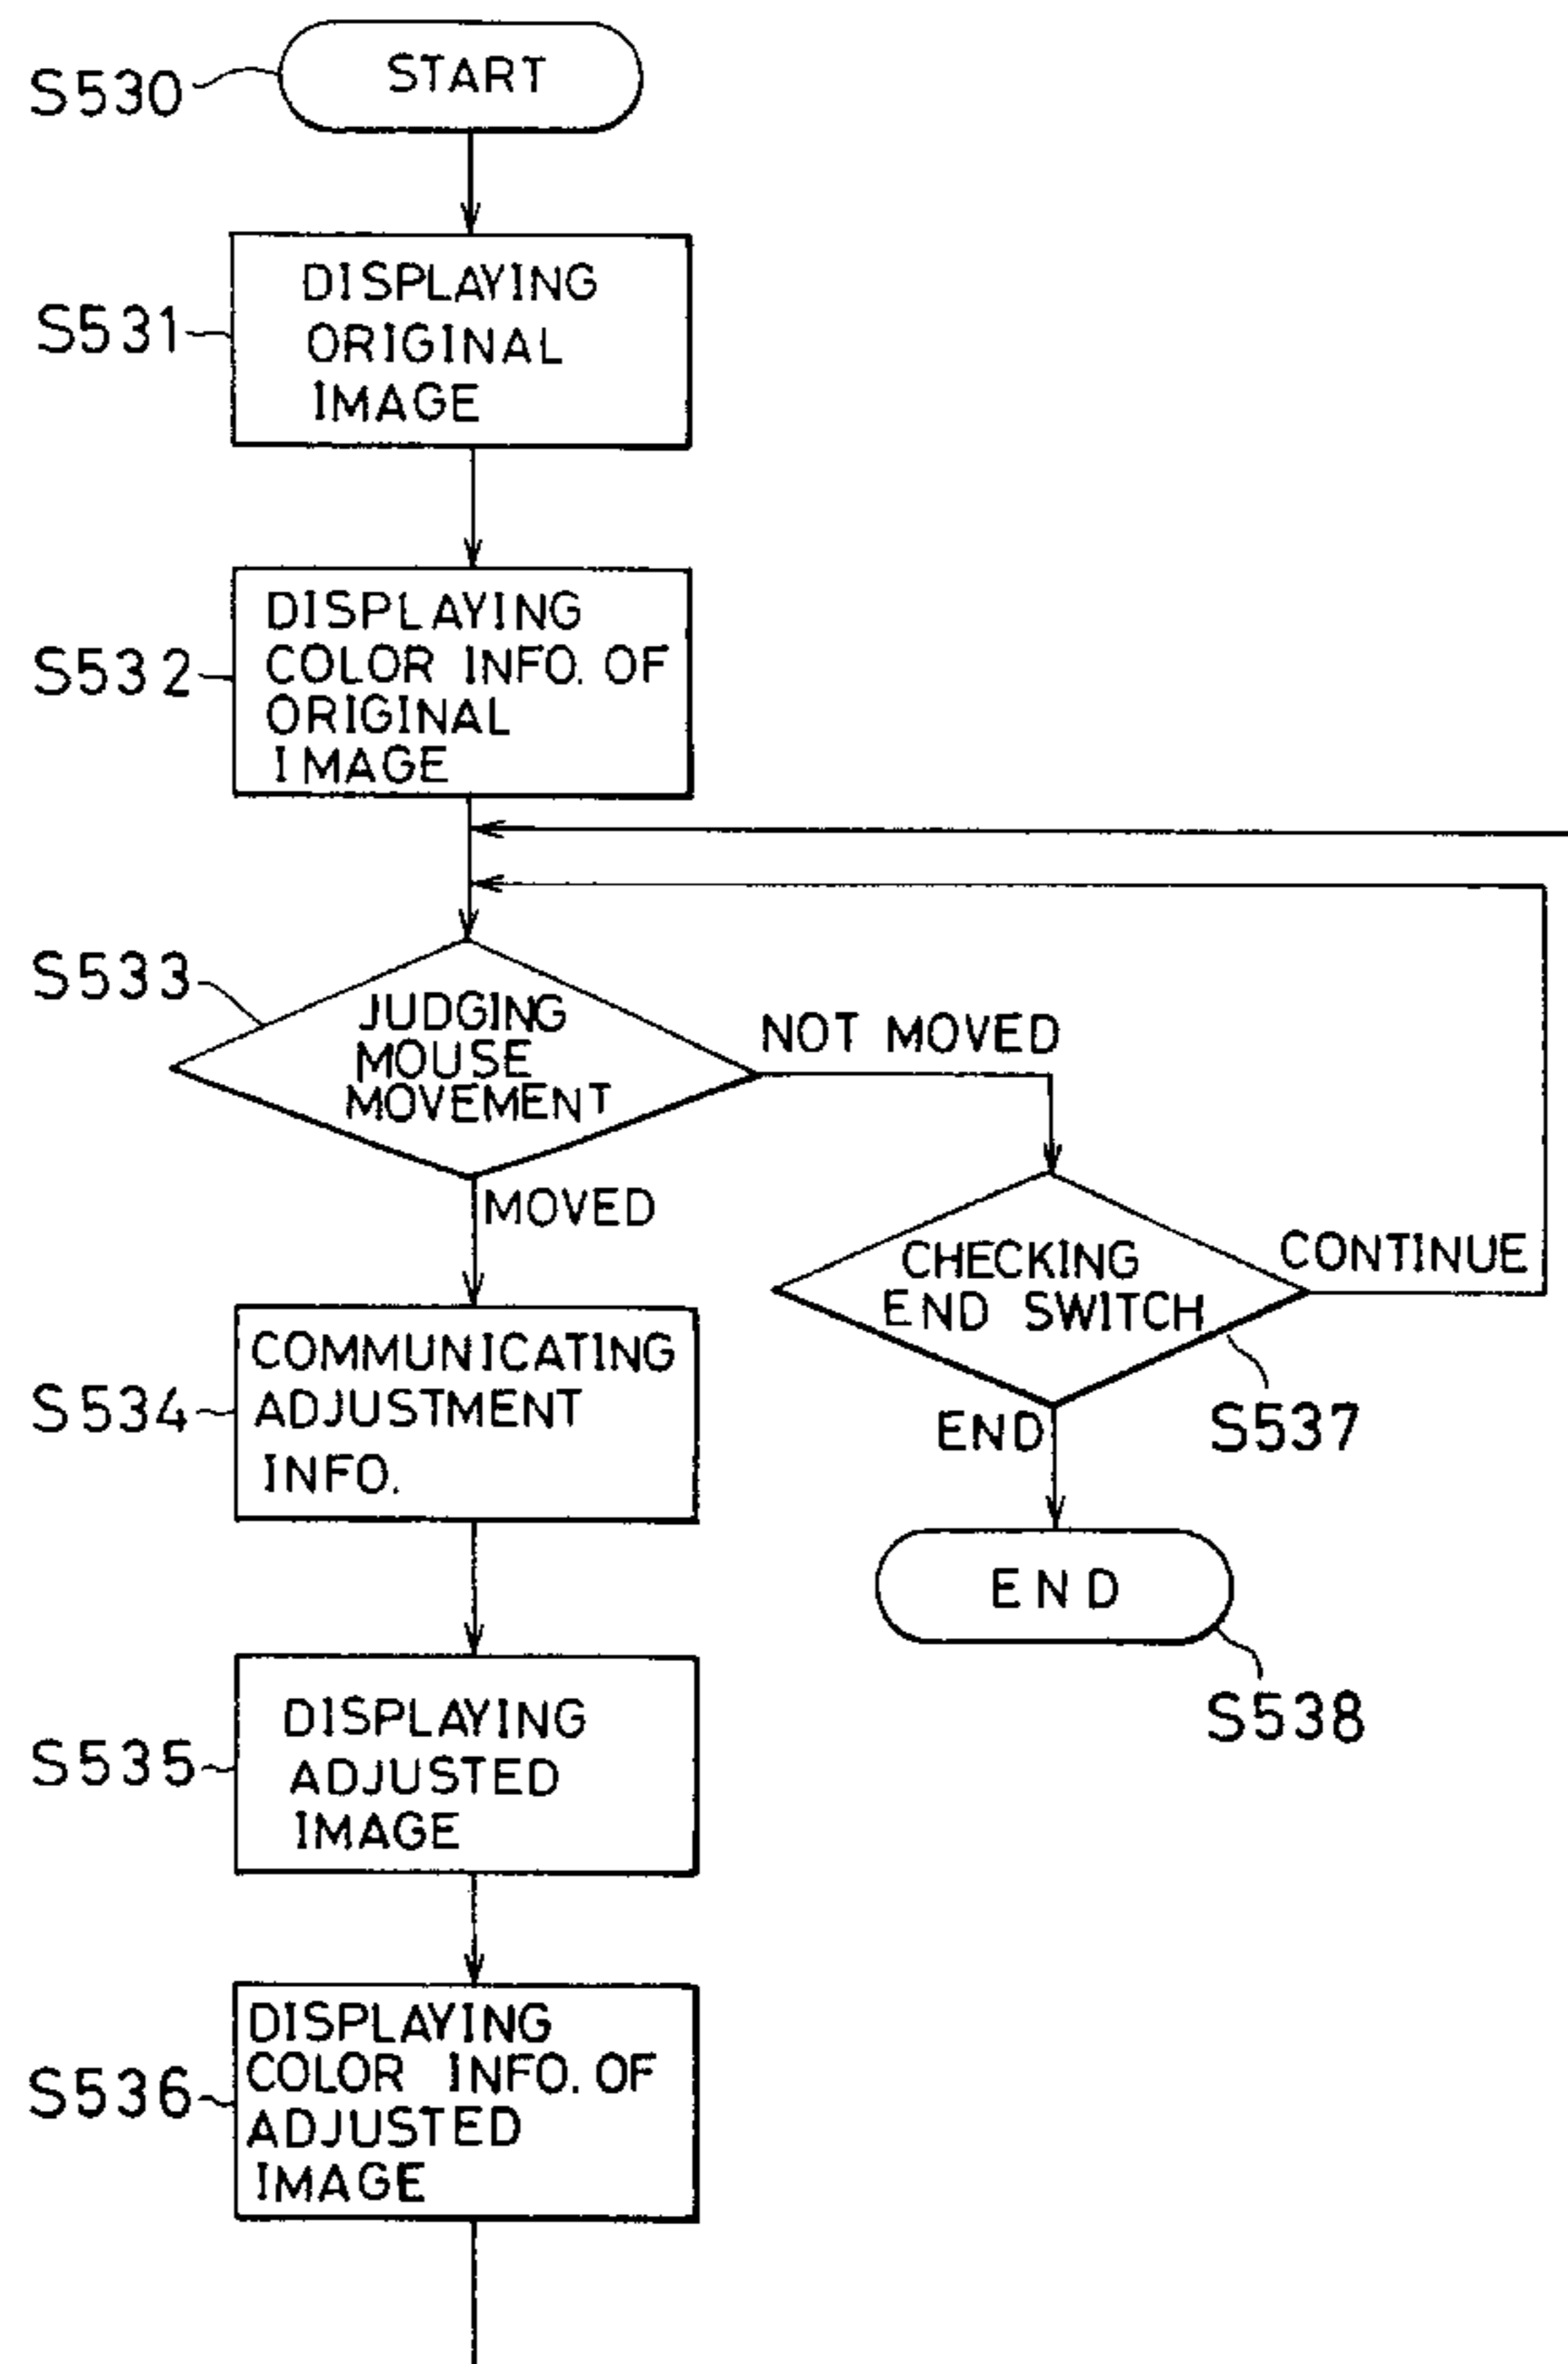 S530
START
S531
DISPLAYING
ORIGINAL
IMAGE
S532
DISPLAYING
COLOR INFO. OF
ORIGINAL
IMAGE
S533
JUDGING
MOUSE
MOVEMENT
NOT MOVED
MOVED
CHECKING
END SWITCH
CONTINUE
S537
END
END
S538
S534
COMMUNICATING
ADJUSTMENT
INFO.
S535
DISPLAYING
ADJUSTED
IMAGE
S536
DISPLAYING
COLOR INFO. OF
ADJUSTED
IMAGE